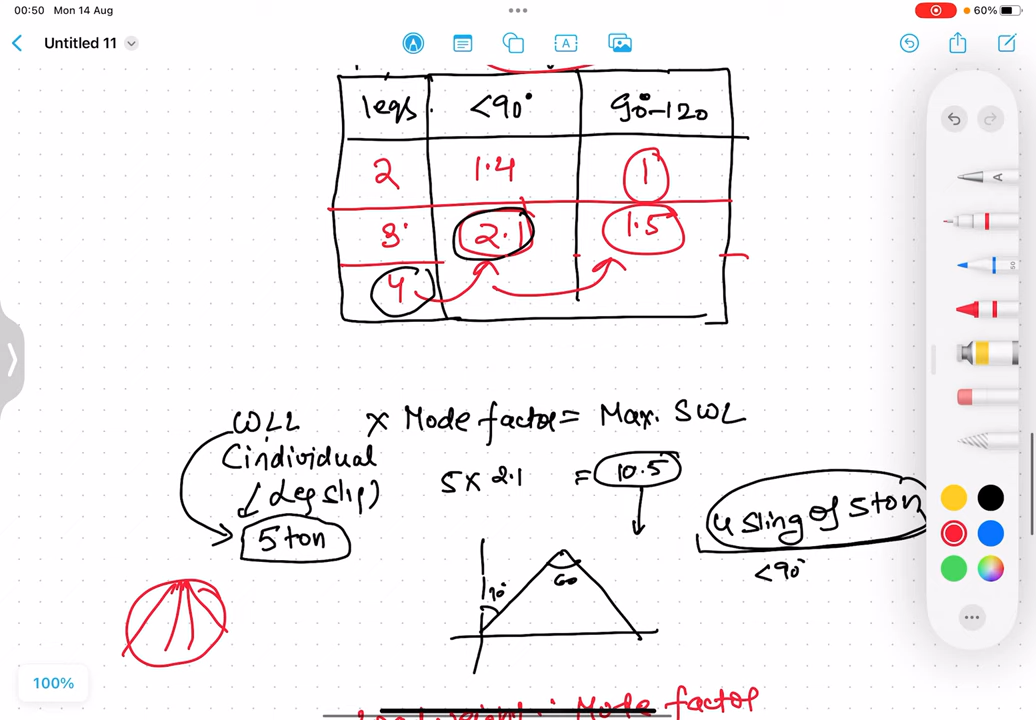 00:50 Mon 14 Aug
60%
Untitled 11
legs <90° 90°-120
2 1.4 1
3 2.1 1.5
4
WLL x Mode factor = Max. SWL
(individual
leg slip)
5 x 2.1 = 10.5
5 ton
4 sling of 5 ton
<90°
90°
60
A
50
100%
Mode factor